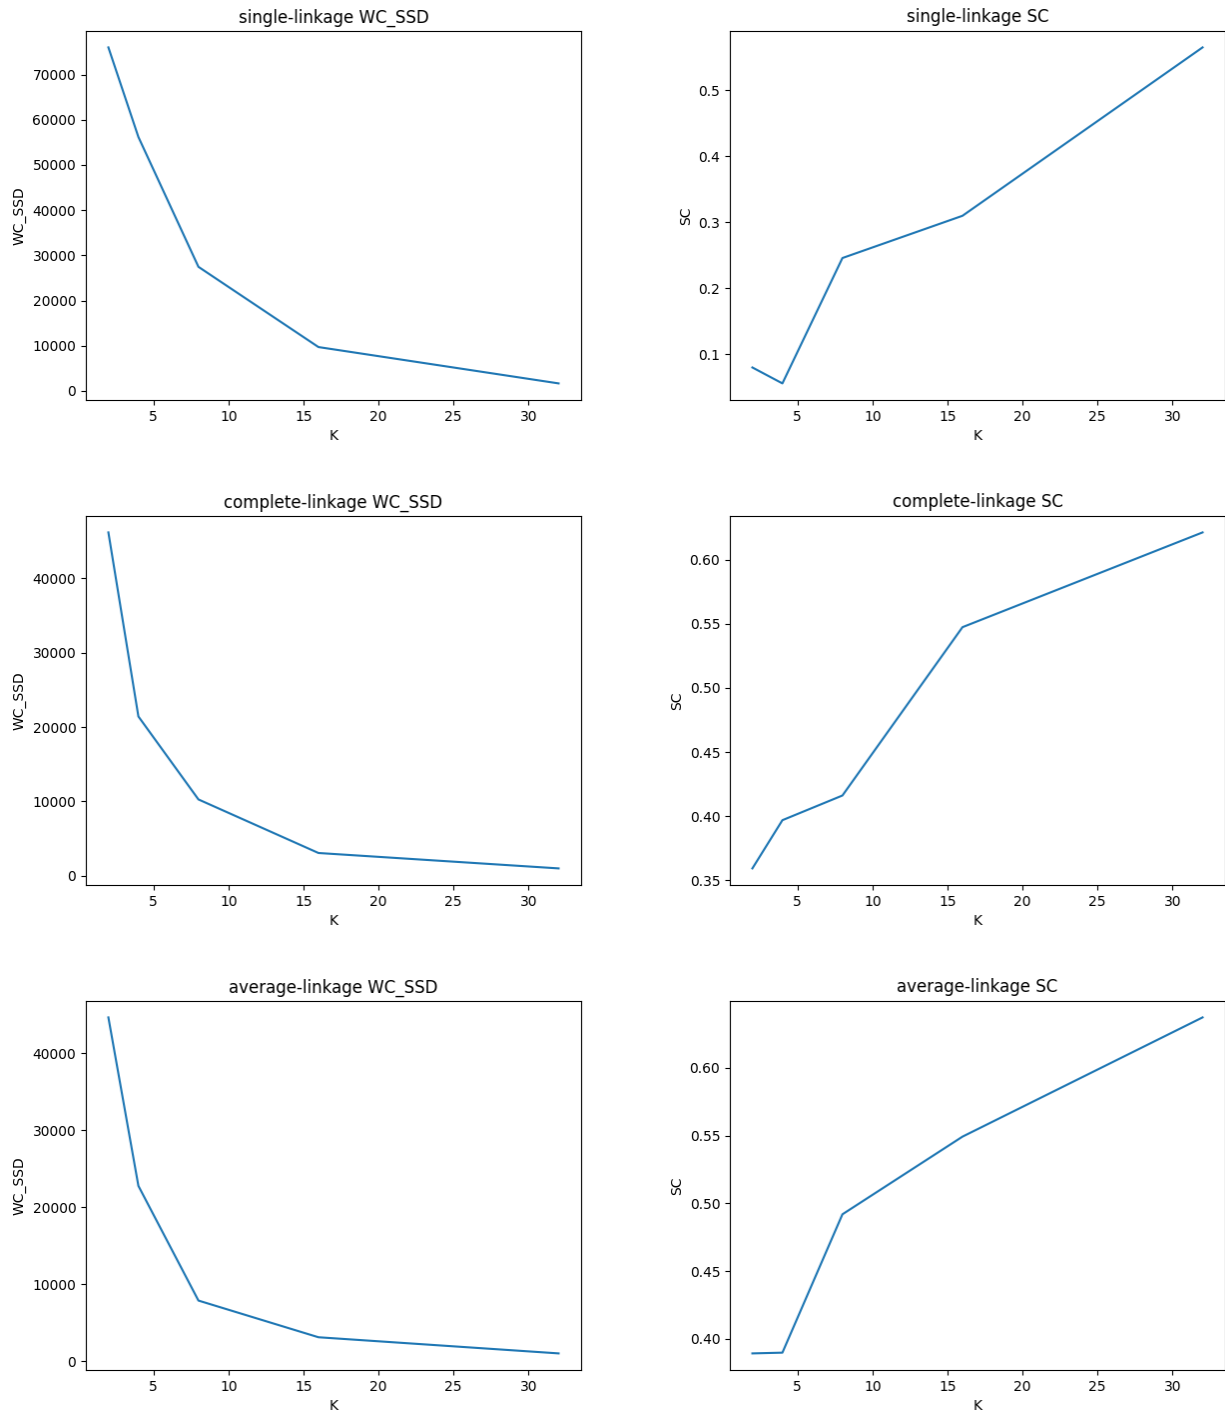 single-linkage WC_SSD
WC_SSD
70000
60000
50000
40000
30000
20000
10000
0
5 10 15 20 25 30
K
single-linkage SC
SC
0.5
0.4
0.3
0.2
0.1
5 10 15 20 25 30
K
complete-linkage WC_SSD
WC_SSD
40000
30000
20000
10000
0
5 10 15 20 25 30
K
complete-linkage SC
SC
0.60
0.55
0.50
0.45
0.40
0.35
5 10 15 20 25 30
K
average-linkage WC_SSD
WC_SSD
40000
30000
20000
10000
0
5 10 15 20 25 30
K
average-linkage SC
SC
0.60
0.55
0.50
0.45
0.40
5 10 15 20 25 30
K